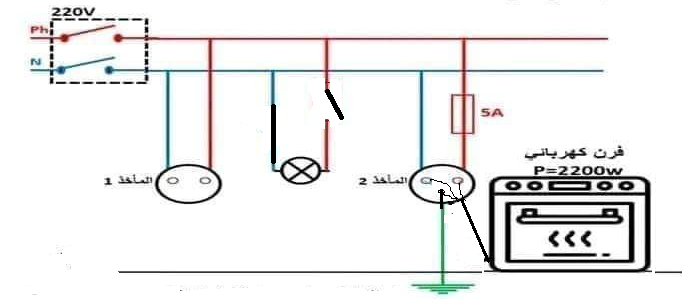 220V
Ph
N
5A
فرن كهربائي
P=2200w
المأخذ 1
المأخذ 2